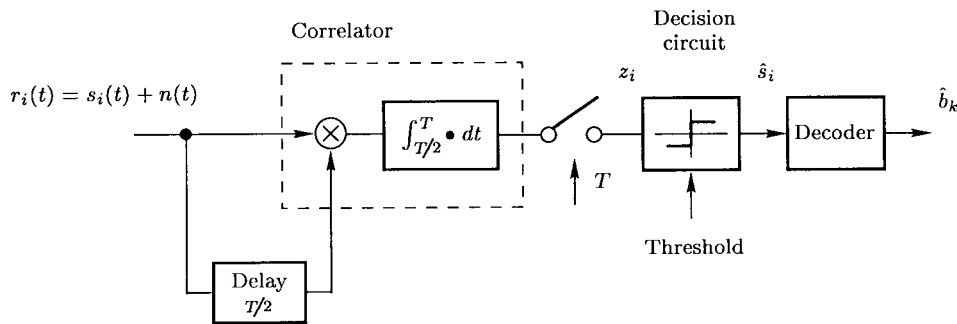 Correlator
Decision
circuit
r_i(t) = s_i(t) + n(t)
z_i
ŝ_i
b̂_k
∫_{T/2}^{T} • dt
T
Decoder
Threshold
Delay
T/2